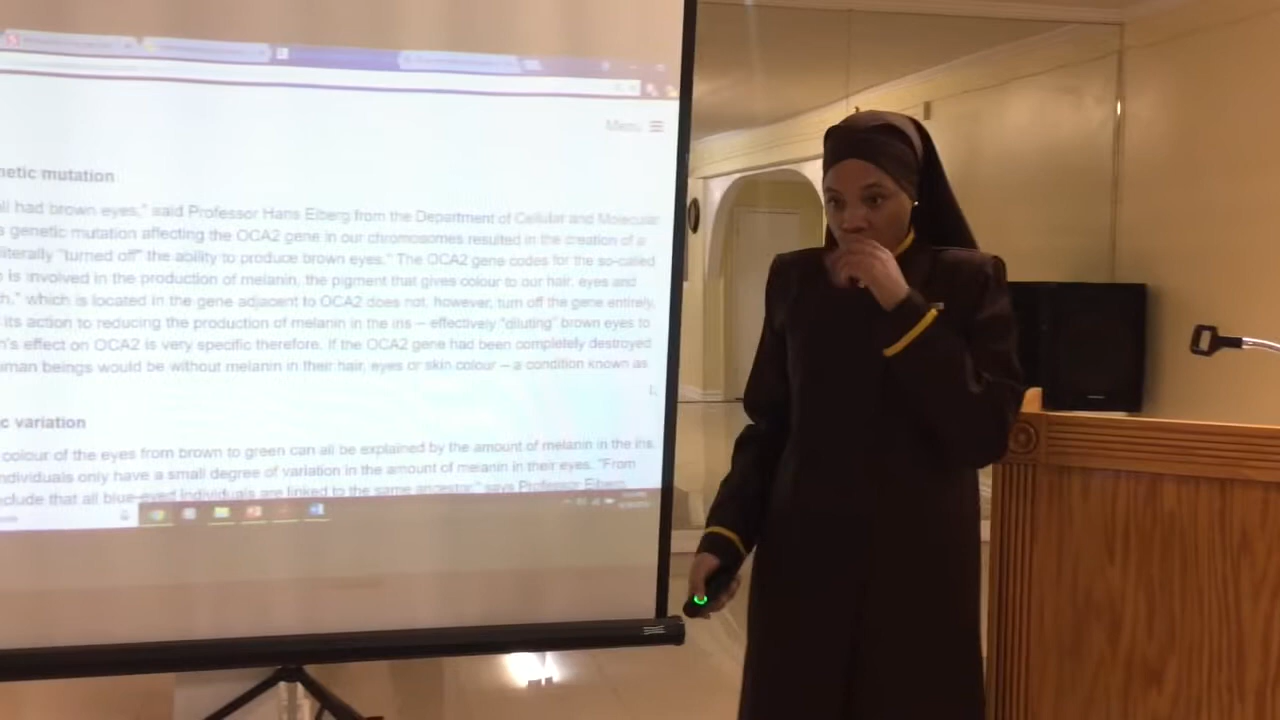 Menu
netic mutation
all had brown eyes," said Professor Hans Eiberg from the Department of Cellular and Molecular
a genetic mutation affecting the OCA2 gene in our chromosomes resulted in the creation of a
literally "turned off" the ability to produce brown eyes." The OCA2 gene codes for the so-called
is involved in the production of melanin, the pigment that gives colour to our hair, eyes and
h," which is located in the gene adjacent to OCA2 does not, however, turn off the gene entirely,
its action to reducing the production of melanin in the iris – effectively "diluting" brown eyes to
n's effect on OCA2 is very specific therefore. If the OCA2 gene had been completely destroyed
uman beings would be without melanin in their hair, eyes or skin colour – a condition known as
c variation
colour of the eyes from brown to green can all be explained by the amount of melanin in the iris,
ndividuals only have a small degree of variation in the amount of melanin in their eyes. "From
nclude that all blue-eyed individuals are linked to the same ancestor," says Professor Eiberg.